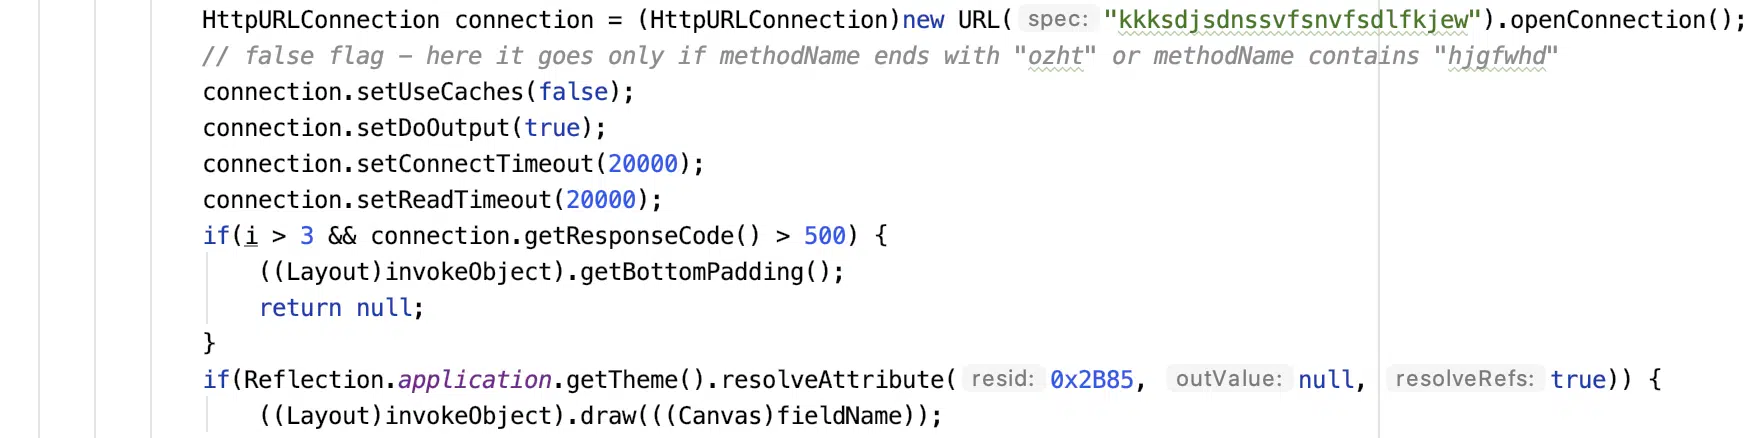 HttpURLConnection connection = (HttpURLConnection)new URL( spec: "kkksdjsdnssvfsnvfsdlfkjew").openConnection();
// false flag – here it goes only if methodName ends with "ozht" or methodName contains "hjgfwhd"
connection.setUseCaches(false);
connection.setDoOutput(true);
connection.setConnectTimeout(20000);
connection.setReadTimeout(20000);
if(i > 3 && connection.getResponseCode() > 500) {
((Layout)invokeObject).getBottomPadding();
return null;
}
if(Reflection.application.getTheme().resolveAttribute( resid: 0x2B85, outValue: null, resolveRefs: true)) {
((Layout)invokeObject).draw(((Canvas)fieldName));